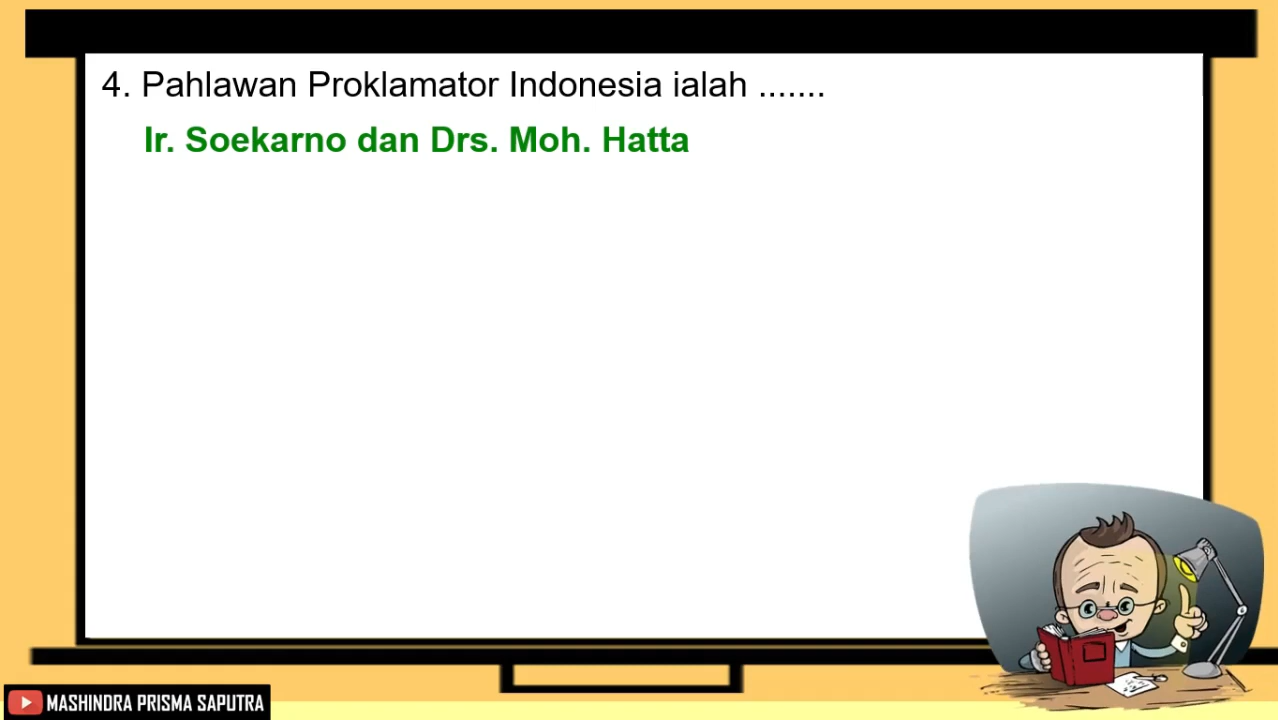 4. Pahlawan Proklamator Indonesia ialah .......
Ir. Soekarno dan Drs. Moh. Hatta
MASHINDRA PRISMA SAPUTRA